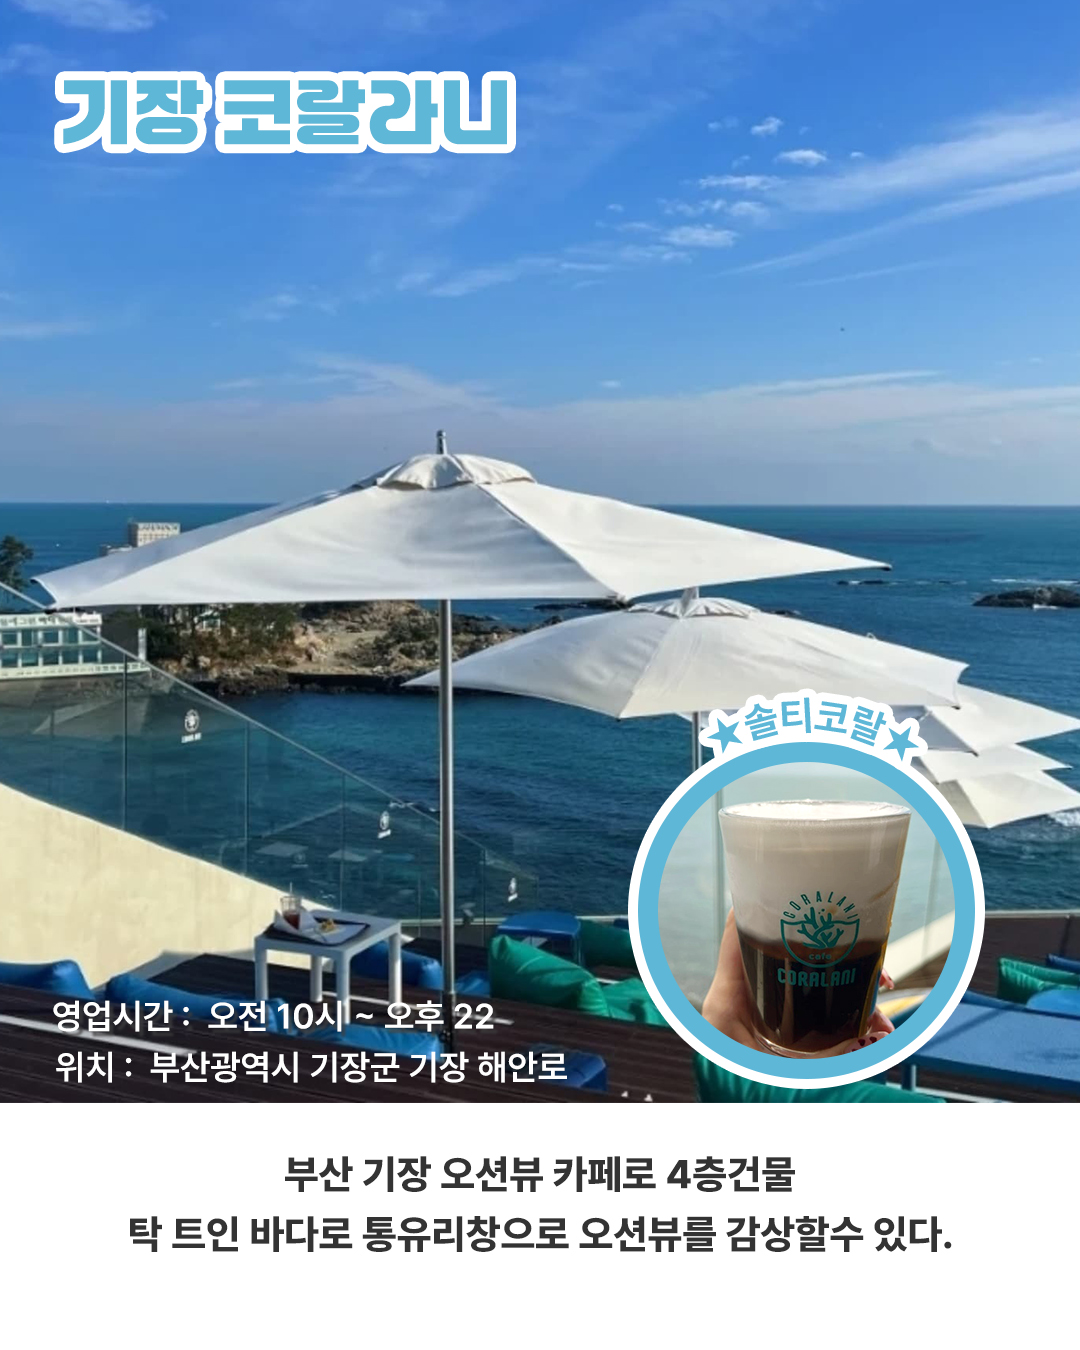 기장 코랄라니
★솔티코랄★
CORALANI
cafe
CORALANI
영업시간 : 오전 10시 ~ 오후 22
위치 : 부산광역시 기장군 기장 해안로
부산 기장 오션뷰 카페로 4층건물
탁 트인 바다로 통유리창으로 오션뷰를 감상할수 있다.